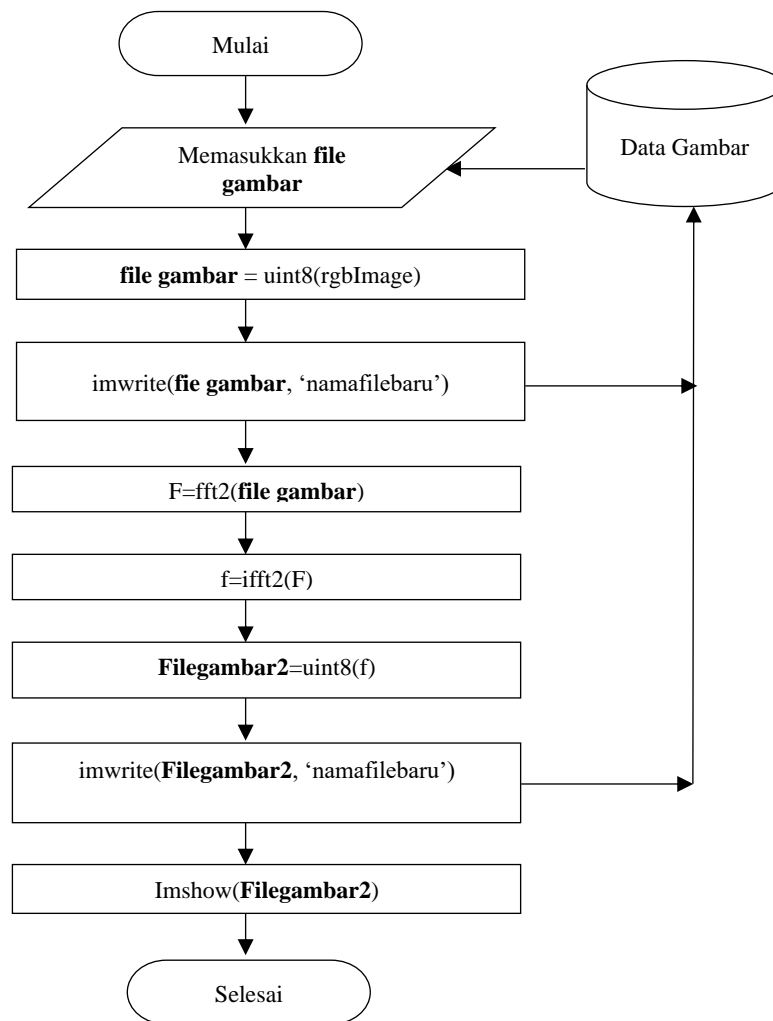 Mulai
Memasukkan file
gambar
Data Gambar
file gambar = uint8(rgbImage)
imwrite(fie gambar, ‘namafilebaru’)
F=fft2(file gambar)
f=ifft2(F)
Filegambar2=uint8(f)
imwrite(Filegambar2, ‘namafilebaru’)
Imshow(Filegambar2)
Selesai